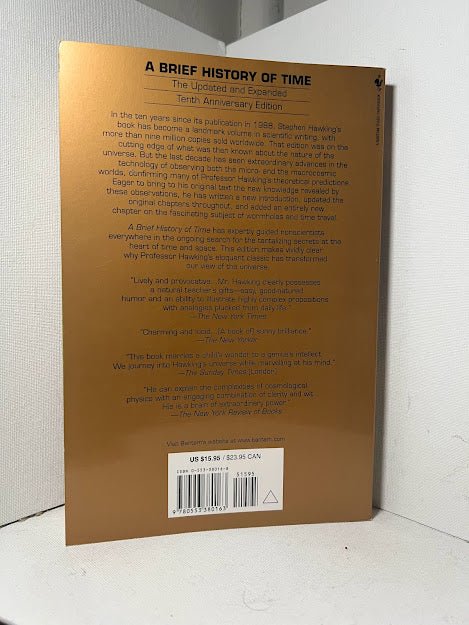 A BRIEF HISTORY OF TIME
The Updated and Expanded
Tenth Anniversary Edition
In the ten years since its publication in 1988, Stephen Hawking's
book has become a landmark volume in scientific writing, with
more than nine million copies sold worldwide. That edition was on the
cutting edge of what was then known about the nature of the
universe. But the last decade has seen extraordinary advances in the
technology of observing both the micro- and the macrocosmic
worlds, confirming many of Professor Hawking's theoretical predictions.
Eager to bring to his original text the new knowledge revealed by
these observations, he has written a new introduction, updated the
original chapters throughout, and added an entirely new
chapter on the fascinating subject of wormholes and time travel.
A Brief History of Time has expertly guided nonscientists
everywhere in the ongoing search for the tantalizing secrets at the
heart of time and space. This edition makes vividly clear
why Professor Hawking's eloquent classic has transformed
our view of the universe.
"Lively and provocative...Mr. Hawking clearly possesses
a natural teacher's gifts—easy, good-natured
humor and an ability to illustrate highly complex propositions
with analogies plucked from daily life."
—The New York Times
"Charming and lucid...[A book of] sunny brilliance."
—The New Yorker
"This book marries a child's wonder to a genius's intellect.
We journey into Hawking's universe while marvelling at his mind."
—The Sunday Times (London)
"He can explain the complexities of cosmological
physics with an engaging combination of clarity and wit.
His is a brain of extraordinary power."
—The New York Review of Books
Visit Bantam's website at www.bantam.com
US $15.95 / $23.95 CAN
ISBN 0-553-38016-8
51595
9 780553 380163